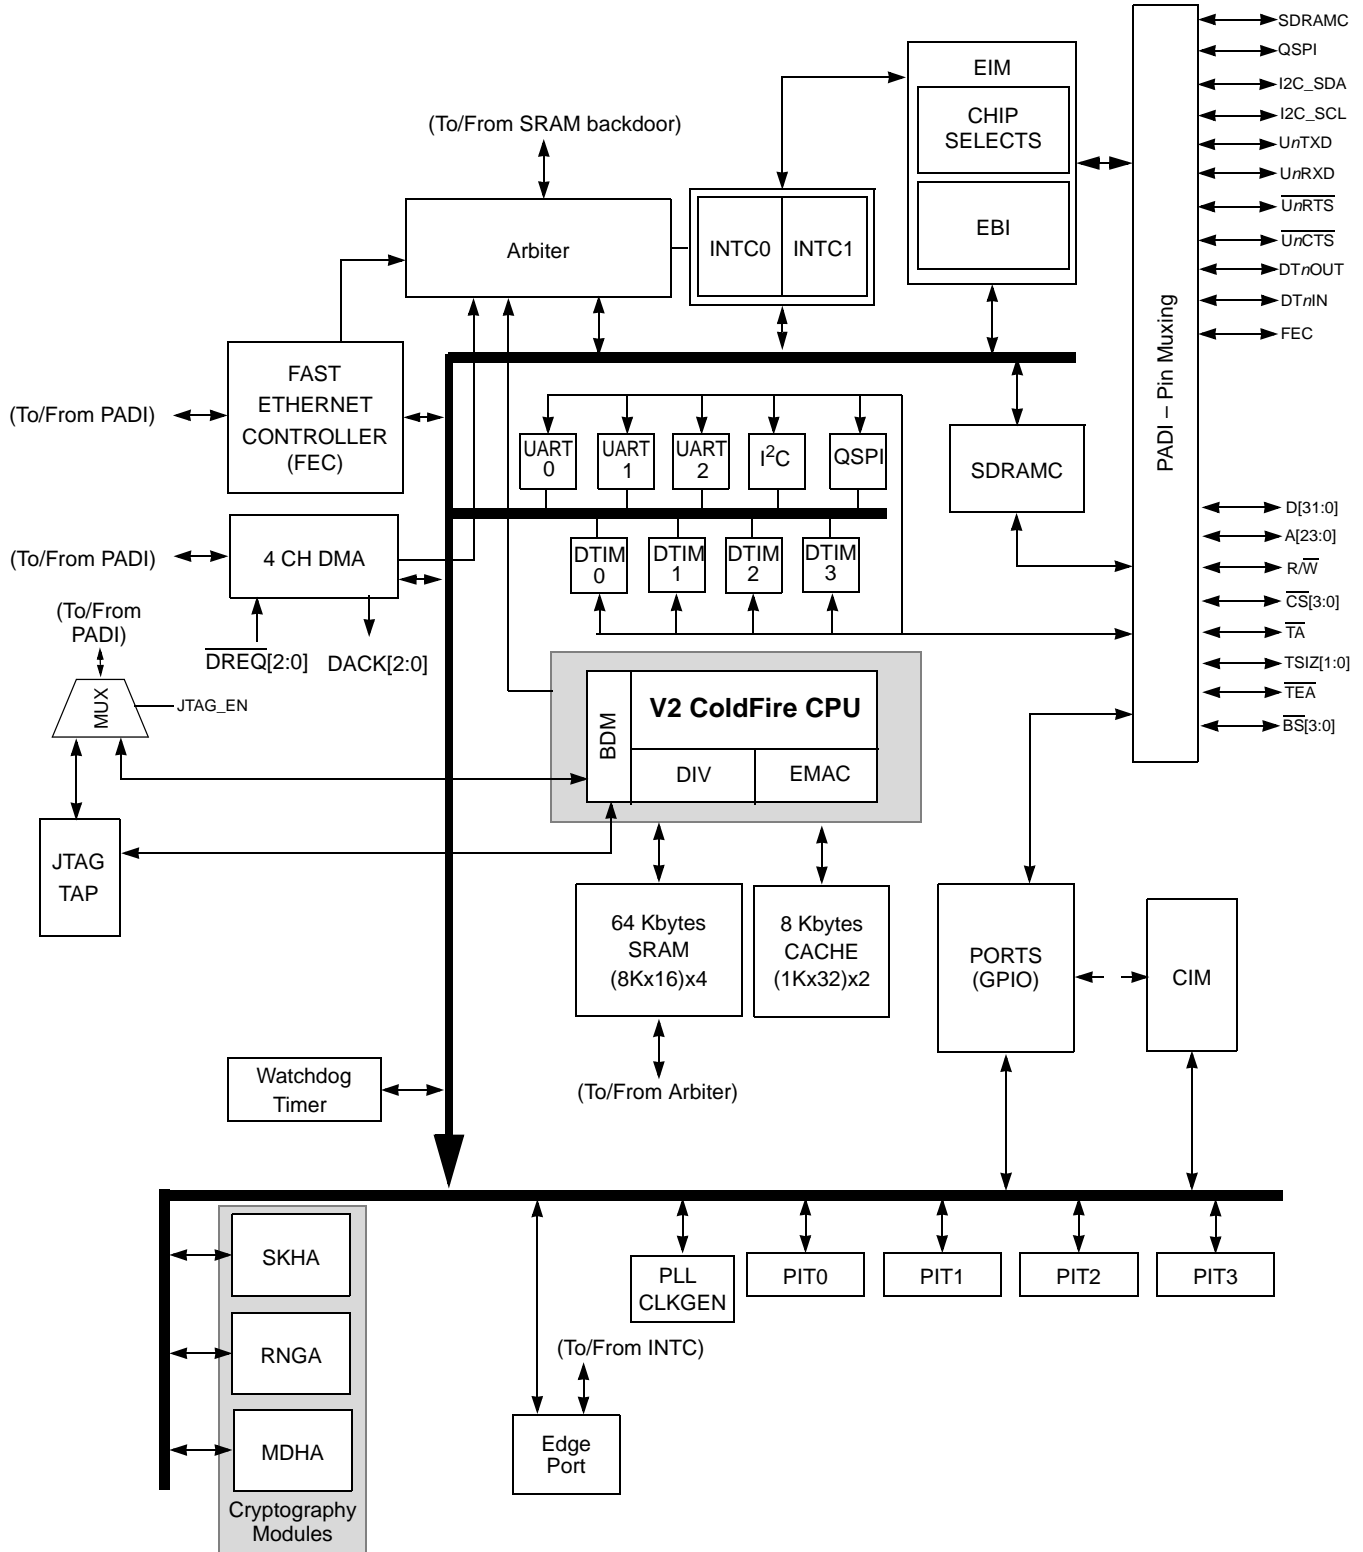 SDRAMC
QSPI
I2C_SDA
I2C_SCL
UnTXD
UnRXD
UnRTS
UnCTS
DTnOUT
DTnIN
FEC
D[31:0]
A[23:0]
R/W
CS[3:0]
TA
TSIZ[1:0]
TEA
BS[3:0]
PADI – Pin Muxing
EIM
CHIP
SELECTS
EBI
(To/From SRAM backdoor)
Arbiter
INTC0
INTC1
FAST
ETHERNET
CONTROLLER
(FEC)
(To/From PADI)
UART
0
UART
1
UART
2
I2C
QSPI
SDRAMC
(To/From PADI)
4 CH DMA
DTIM
0
DTIM
1
DTIM
2
DTIM
3
(To/From
PADI)
DREQ[2:0]
DACK[2:0]
MUX
JTAG_EN
BDM
V2 ColdFire CPU
DIV
EMAC
JTAG
TAP
64 Kbytes
SRAM
(8Kx16)x4
8 Kbytes
CACHE
(1Kx32)x2
PORTS
(GPIO)
CIM
Watchdog
Timer
(To/From Arbiter)
SKHA
RNGA
MDHA
Cryptography
Modules
PLL
CLKGEN
PIT0
PIT1
PIT2
PIT3
(To/From INTC)
Edge
Port